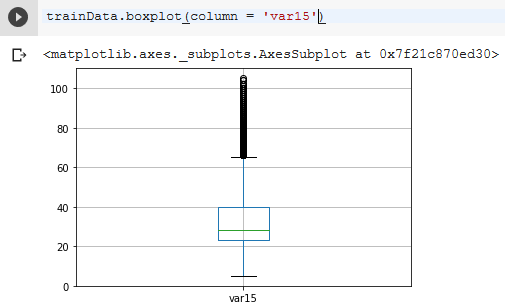 trainData.boxplot(column = 'var15')
<matplotlib.axes._subplots.AxesSubplot at 0x7f21c870ed30>
100
80
60
40
20
0
var15